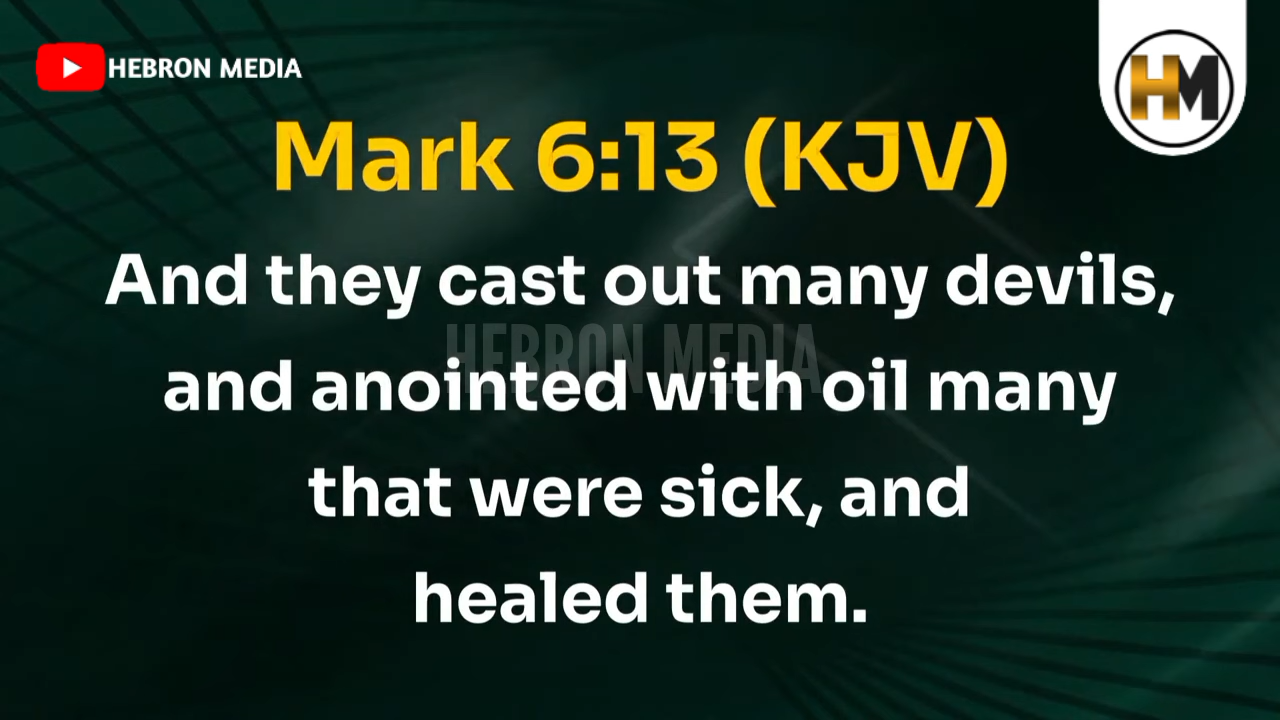 HEBRON MEDIA
HM
Mark 6:13 (KJV)
And they cast out many devils,
HEBRON MEDIA
and anointed with oil many
that were sick, and
healed them.